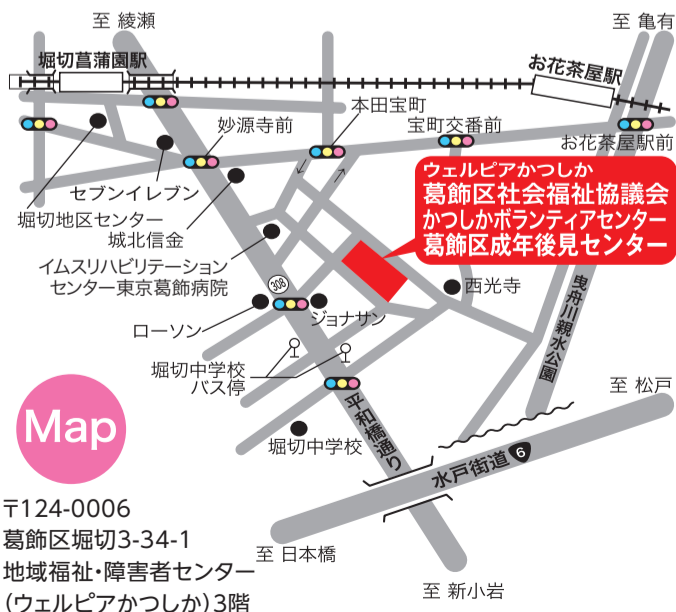 至 綾瀬
至 亀有
堀切菖蒲園駅
お花茶屋駅
本田宝町
妙源寺前
宝町交番前
お花茶屋駅前
セブンイレブン
堀切地区センター
城北信金
ウェルピアかつしか
葛飾区社会福祉協議会
かつしかボランティアセンター
葛飾区成年後見センター
イムスリハビリテーション
センター東京葛飾病院
308
西光寺
ローソン
ジョナサン
曳舟川親水公園
堀切中学校
バス停
至 松戸
平和橋通り
Map
堀切中学校
水戸街道
6
〒124-0006
葛飾区堀切3-34-1
地域福祉・障害者センター
(ウェルピアかつしか)3階
至 日本橋
至 新小岩